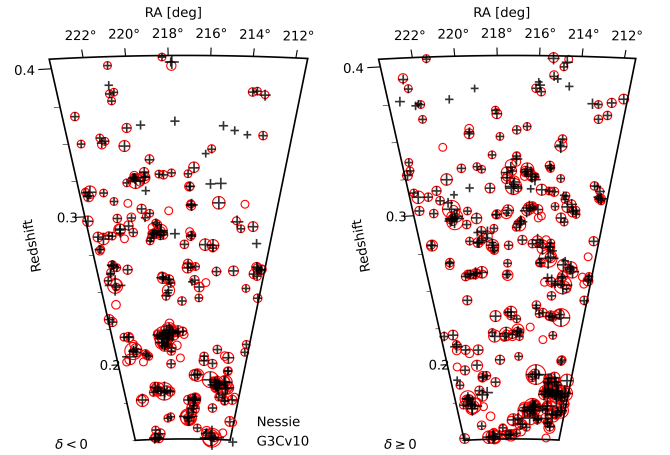 RA [deg]
RA [deg]
222° 220° 218° 216° 214° 212°
222° 220° 218° 216° 214° 212°
0.4
0.4
0.3
0.3
Redshift
Redshift
0.2
0.2
Nessie
G3Cv10
δ < 0
δ ≥ 0